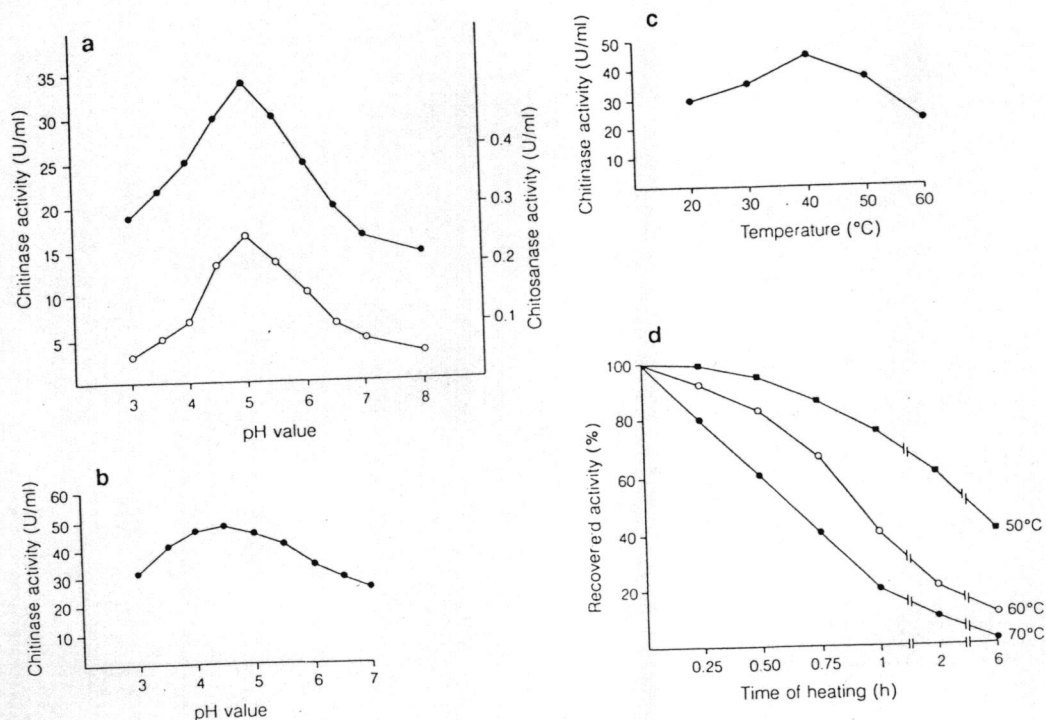 a
Chitinase activity (U/ml)
35
30
25
20
15
10
5
0.4
0.3
0.2
0.1
Chitosanase activity (U/ml)
3 4 5 6 7 8
pH value
b
Chitinase activity (U/ml)
60
50
40
30
20
10
3 4 5 6 7
pH value
c
Chitinase activity (U/ml)
50
40
30
20
10
20 30 40 50 60
Temperature (°C)
d
Recovered activity (%)
100
80
60
40
20
50°C
60°C
70°C
0.25 0.50 0.75 1 2 6
Time of heating (h)